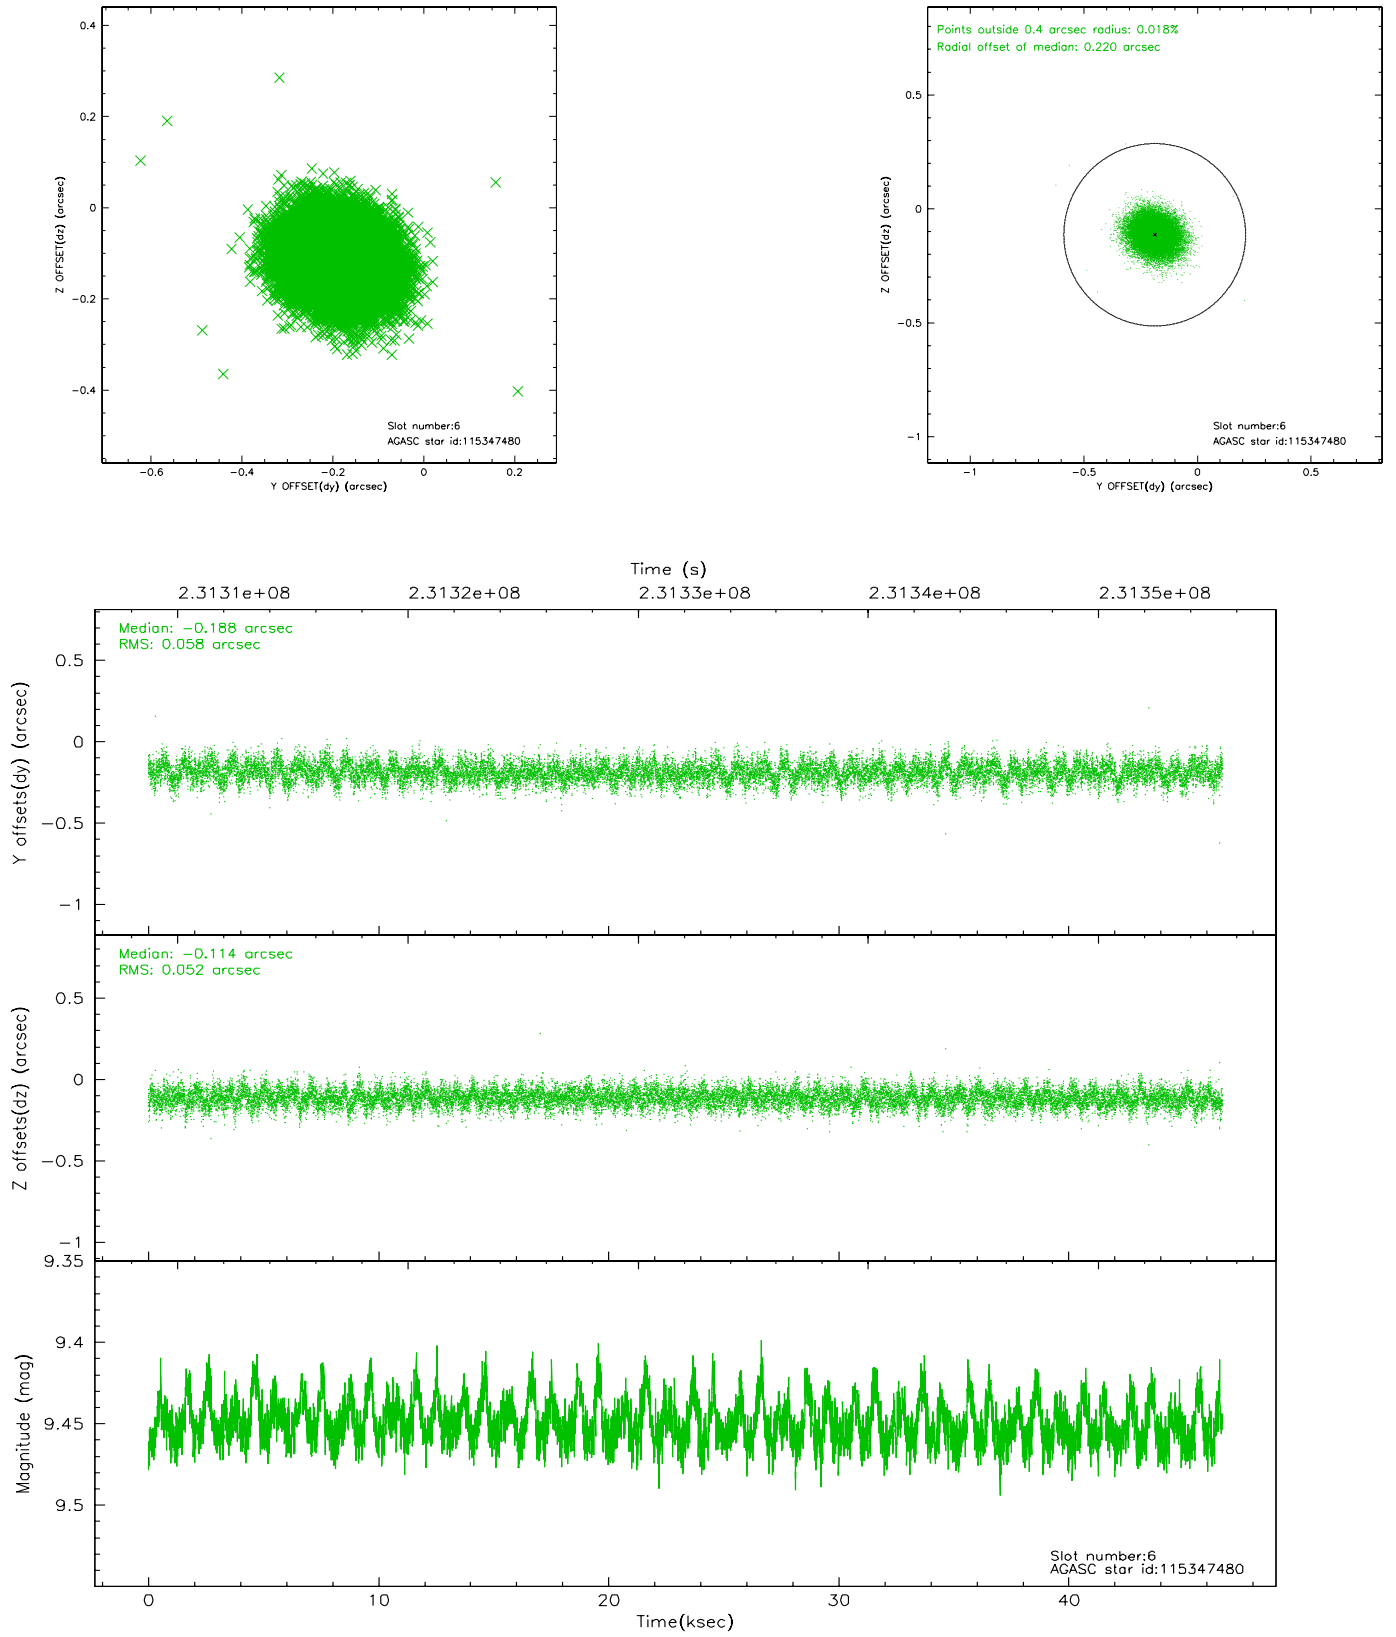 0.4
0.2
0
-0.2
-0.4
Z OFFSET(dz) (arcsec)
Slot number:6
AGASC star id:115347480
-0.6
-0.4
-0.2
0
0.2
Y OFFSET(dy) (arcsec)
Points outside 0.4 arcsec radius: 0.018%
Radial offset of median: 0.220 arcsec
0.5
0
-0.5
-1
Z OFFSET(dz) (arcsec)
Slot number:6
AGASC star id:115347480
-1
-0.5
0
0.5
Y OFFSET(dy) (arcsec)
Time (s)
2.3131e+08
2.3132e+08
2.3133e+08
2.3134e+08
2.3135e+08
Median: -0.188 arcsec
RMS: 0.058 arcsec
0.5
0
-0.5
-1
Y offsets(dy) (arcsec)
Median: -0.114 arcsec
RMS: 0.052 arcsec
0.5
0
-0.5
-1
Z offsets(dz) (arcsec)
9.35
9.4
9.45
9.5
Magnitude (mag)
Slot number:6
AGASC star id:115347480
0
10
20
30
40
Time(ksec)